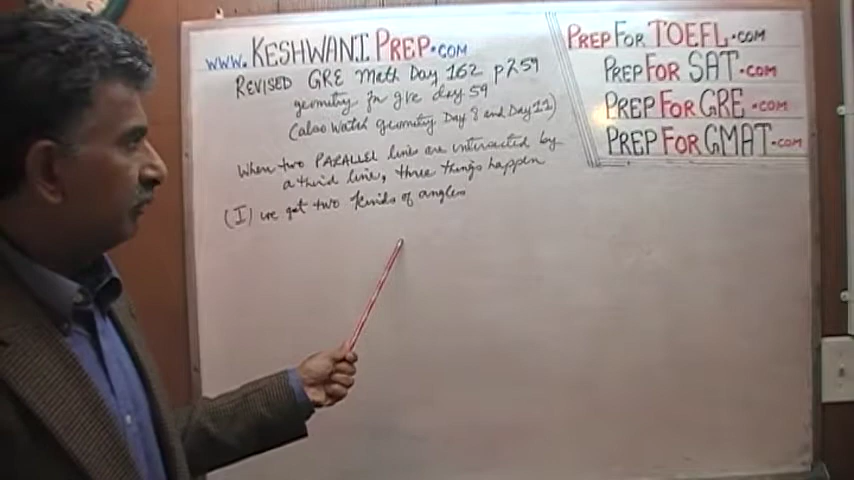 www.KESHWANI PREP.COM
REVISED GRE Math Day 162 p259
geometry for gre day 59
(also watch geometry Day 8 and Day 11)
When two PARALLEL lines are intersected by
a third line, three things happen
(I) we get two kinds of angles
PREP FOR TOEFL.COM
PREP FOR SAT.COM
PREP FOR GRE.COM
PREP FOR GMAT.COM